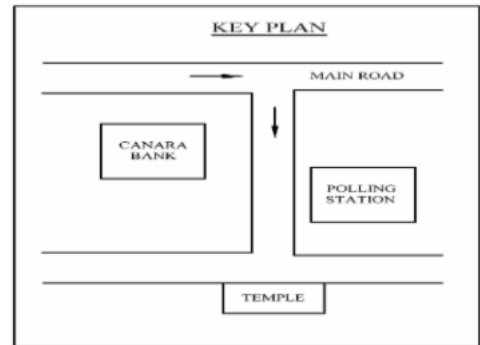 KEY PLAN
MAIN ROAD
CANARA
BANK
POLLING
STATION
TEMPLE